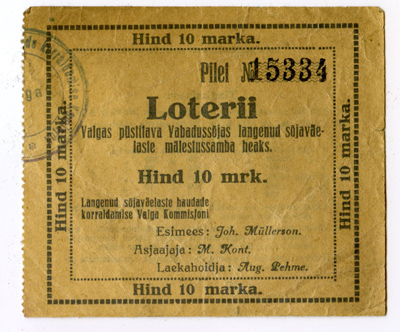 Hind 10 marka.
Pilet № 15334
Loterii
Valgas püstitava Vabadussõjas langenud sõjaväe-
laste mälestussamba heaks.
Hind 10 mrk.
Langenud sõjaväelaste haudade
korraldamise Valga Kommisjoni
Esimees: Joh. Müllerson.
Asjaajaja: M. Kont.
Laekahoidja: Aug. Pehme.
Hind 10 marka.
Hind 10 marka.
Hind 10 marka.